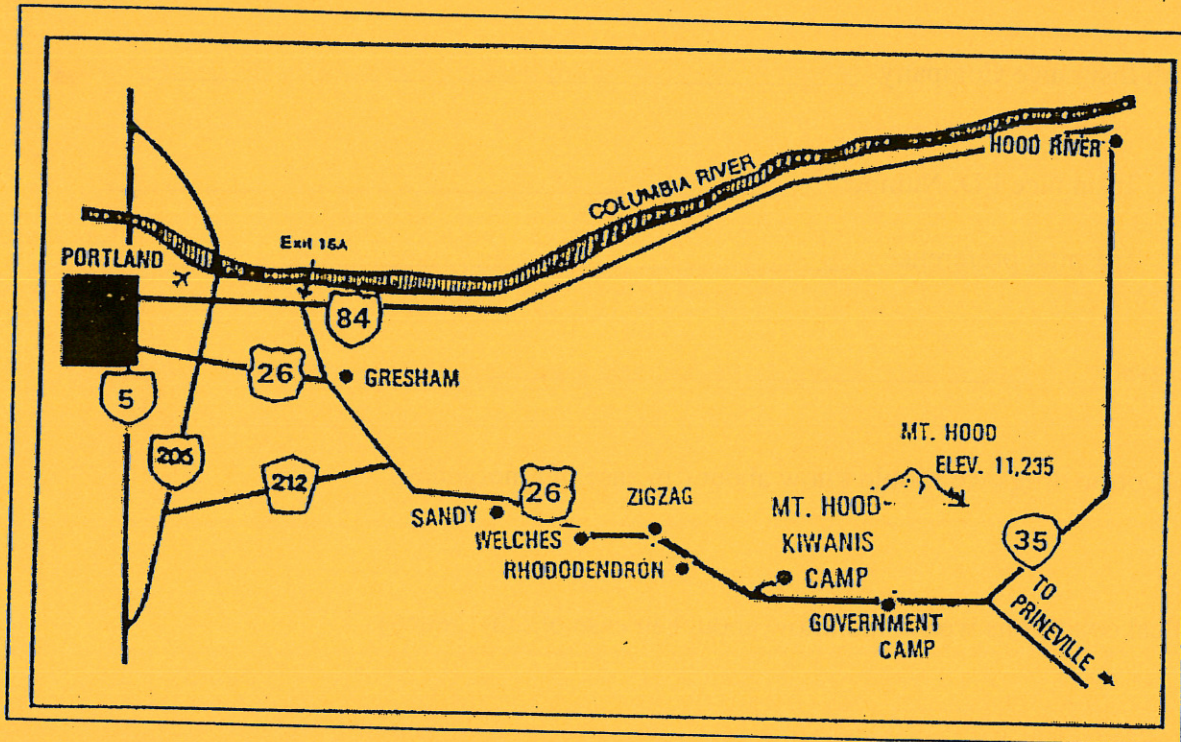 COLUMBIA RIVER
HOOD RIVER
Exit 16A
PORTLAND
84
26
GRESHAM
5
205
212
MT. HOOD
ELEV. 11,235
SANDY
26
WELCHES
ZIGZAG
RHODODENDRON
MT. HOOD
KIWANIS
CAMP
35
GOVERNMENT
CAMP
TO
PRINEVILLE